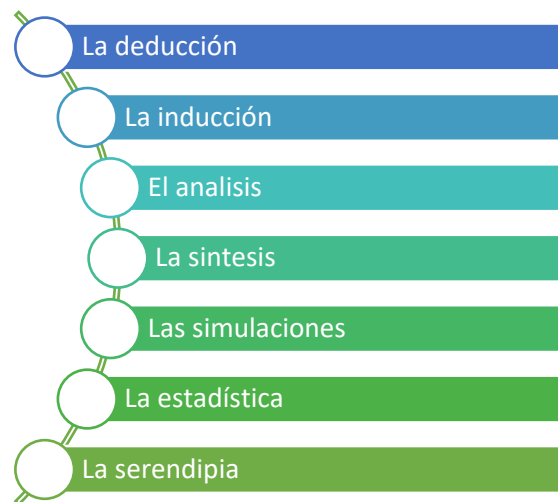 La deducción
La inducción
El analisis
La sintesis
Las simulaciones
La estadística
La serendipia